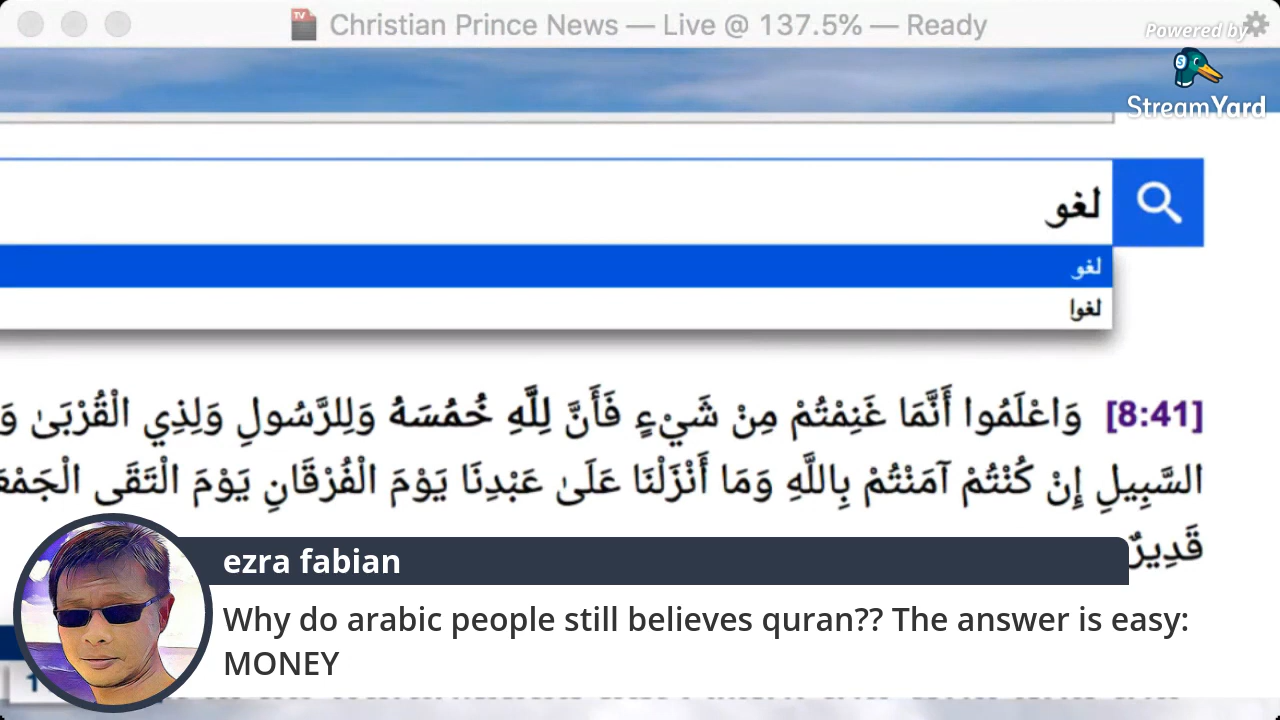 Christian Prince News — Live @ 137.5% — Ready
Powered by
StreamYard
لغو
لغو
لغوا
[8:41] وَاعْلَمُوا أَنَّمَا غَنِمْتُمْ مِنْ شَيْءٍ فَأَنَّ لِلَّهِ خُمُسَهُ وَلِلرَّسُولِ وَلِذِي الْقُرْبَىٰ
السَّبِيلِ إِنْ كُنْتُمْ آمَنْتُمْ بِاللَّهِ وَمَا أَنْزَلْنَا عَلَىٰ عَبْدِنَا يَوْمَ الْفُرْقَانِ يَوْمَ الْتَقَى
قَدِيرٌ
ezra fabian
Why do arabic people still believes quran?? The answer is easy:
MONEY